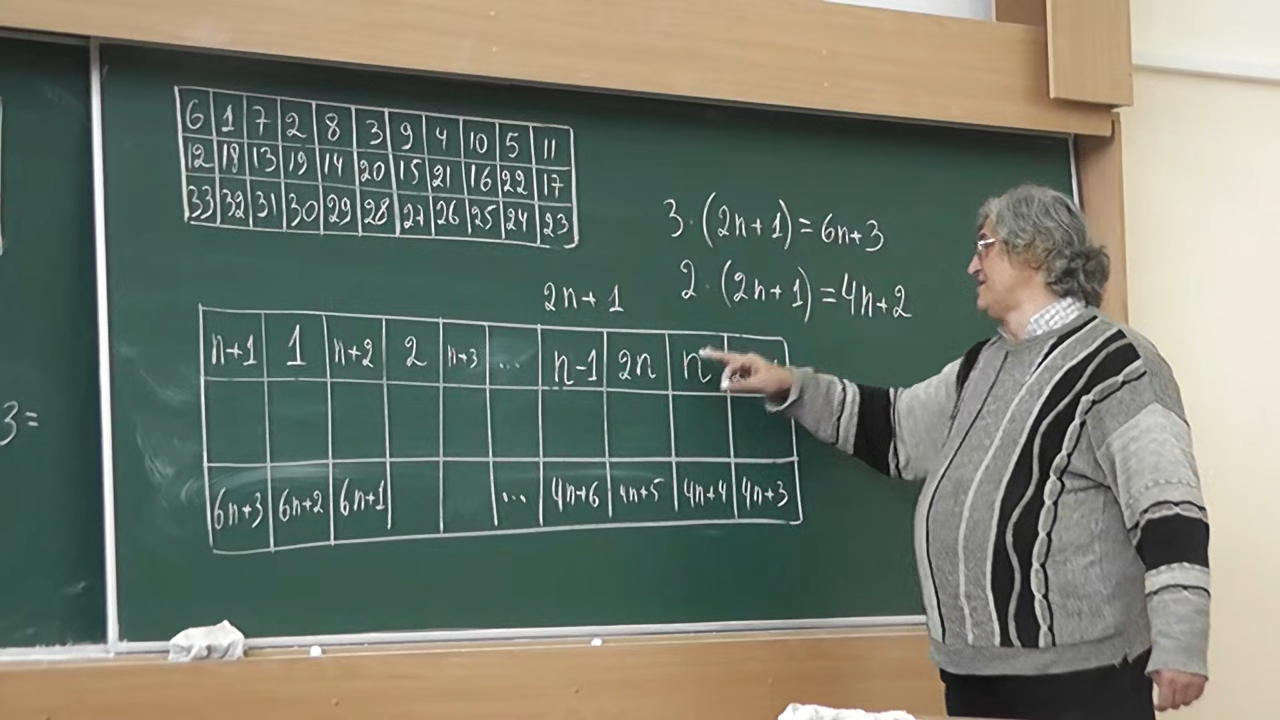 6 1 7 2 8 3 9 4 10 5 11
12 18 13 19 14 20 15 21 16 22 17
33 32 31 30 29 28 27 26 25 24 23
3·(2n+1)=6n+3
2·(2n+1)=4n+2
2n+1
n+1 1 n+2 2 n+3 ... n-1 2n n
6n+3 6n+2 6n+1 ... 4n+6 4n+5 4n+4 4n+3
3=